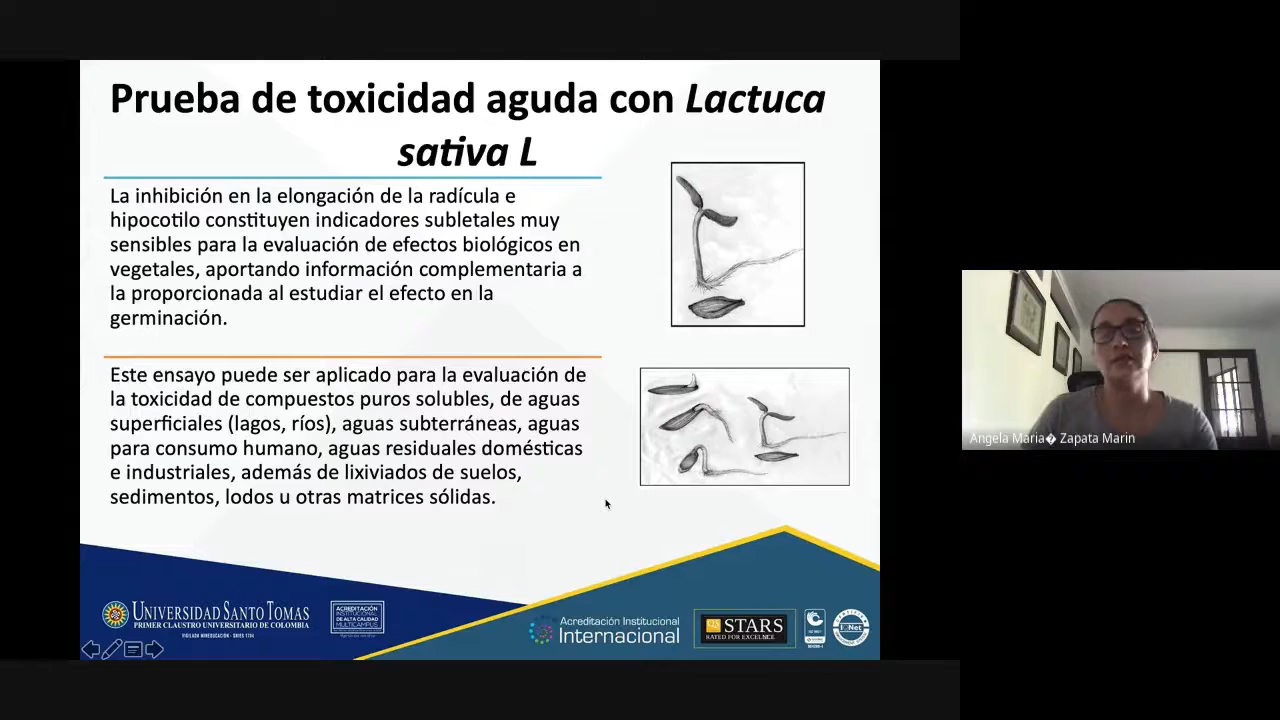 Prueba de toxicidad aguda con Lactuca
sativa L
La inhibición en la elongación de la radícula e
hipocotilo constituyen indicadores subletales muy
sensibles para la evaluación de efectos biológicos en
vegetales, aportando información complementaria a
la proporcionada al estudiar el efecto en la
germinación.
Este ensayo puede ser aplicado para la evaluación de
la toxicidad de compuestos puros solubles, de aguas
superficiales (lagos, ríos), aguas subterráneas, aguas
para consumo humano, aguas residuales domésticas
e industriales, además de lixiviados de suelos,
sedimentos, lodos u otras matrices sólidas.
Angela Maria� Zapata Marin
UNIVERSIDAD SANTO TOMAS
PRIMER CLAUSTRO UNIVERSITARIO DE COLOMBIA
VIGILADA MINEDUCACIÓN - SNIES 1704
ACREDITACIÓN
INSTITUCIONAL
DE ALTA CALIDAD
MULTICAMPUS
Acreditación Institucional
Internacional
QS STARS
RATED FOR EXCELLENCE